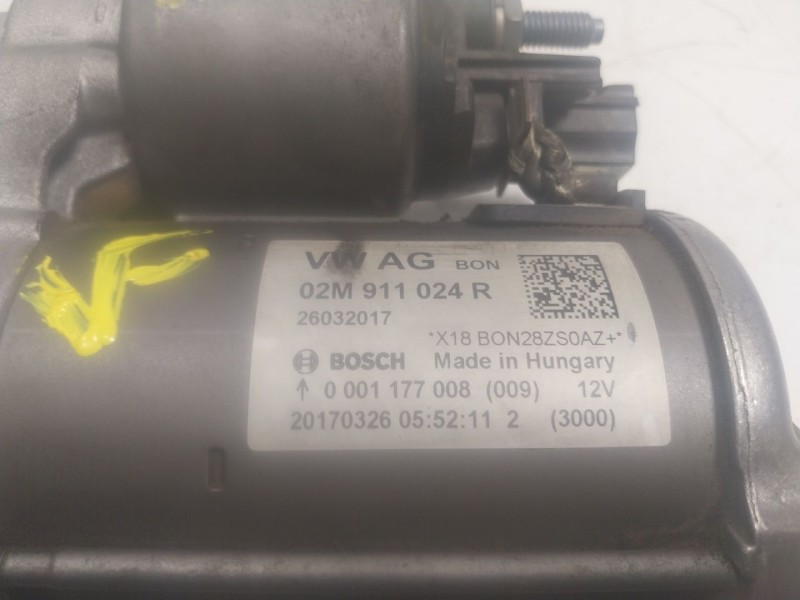 VW AG BON
02M 911 024 R
26032017
*X18 BON28ZS0AZ+*
BOSCH Made in Hungary
↑ 0 001 177 008 (009) 12V
20170326 05:52:11 2 (3000)